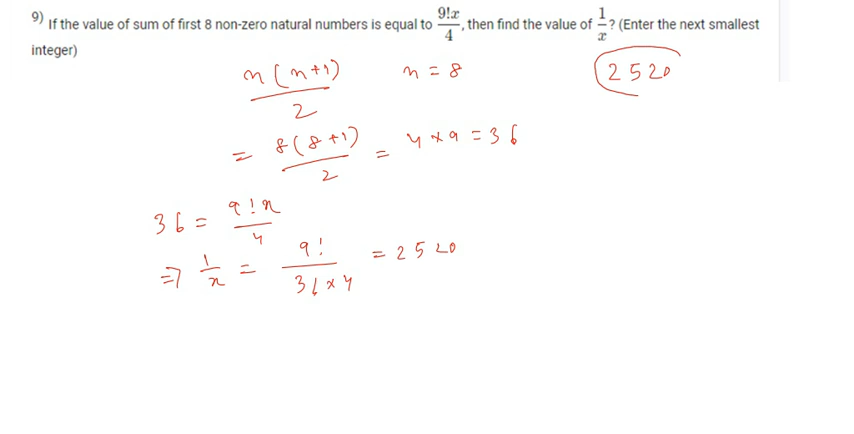 9) If the value of sum of first 8 non-zero natural numbers is equal to 9!x/4, then find the value of 1/x? (Enter the next smallest
integer)
n(n+1)/2 n = 8 2520
= 8(8+1)/2 = 4×9 = 36
36 = 9!x/4
⇒ 1/x = 9!/36×4 = 2520